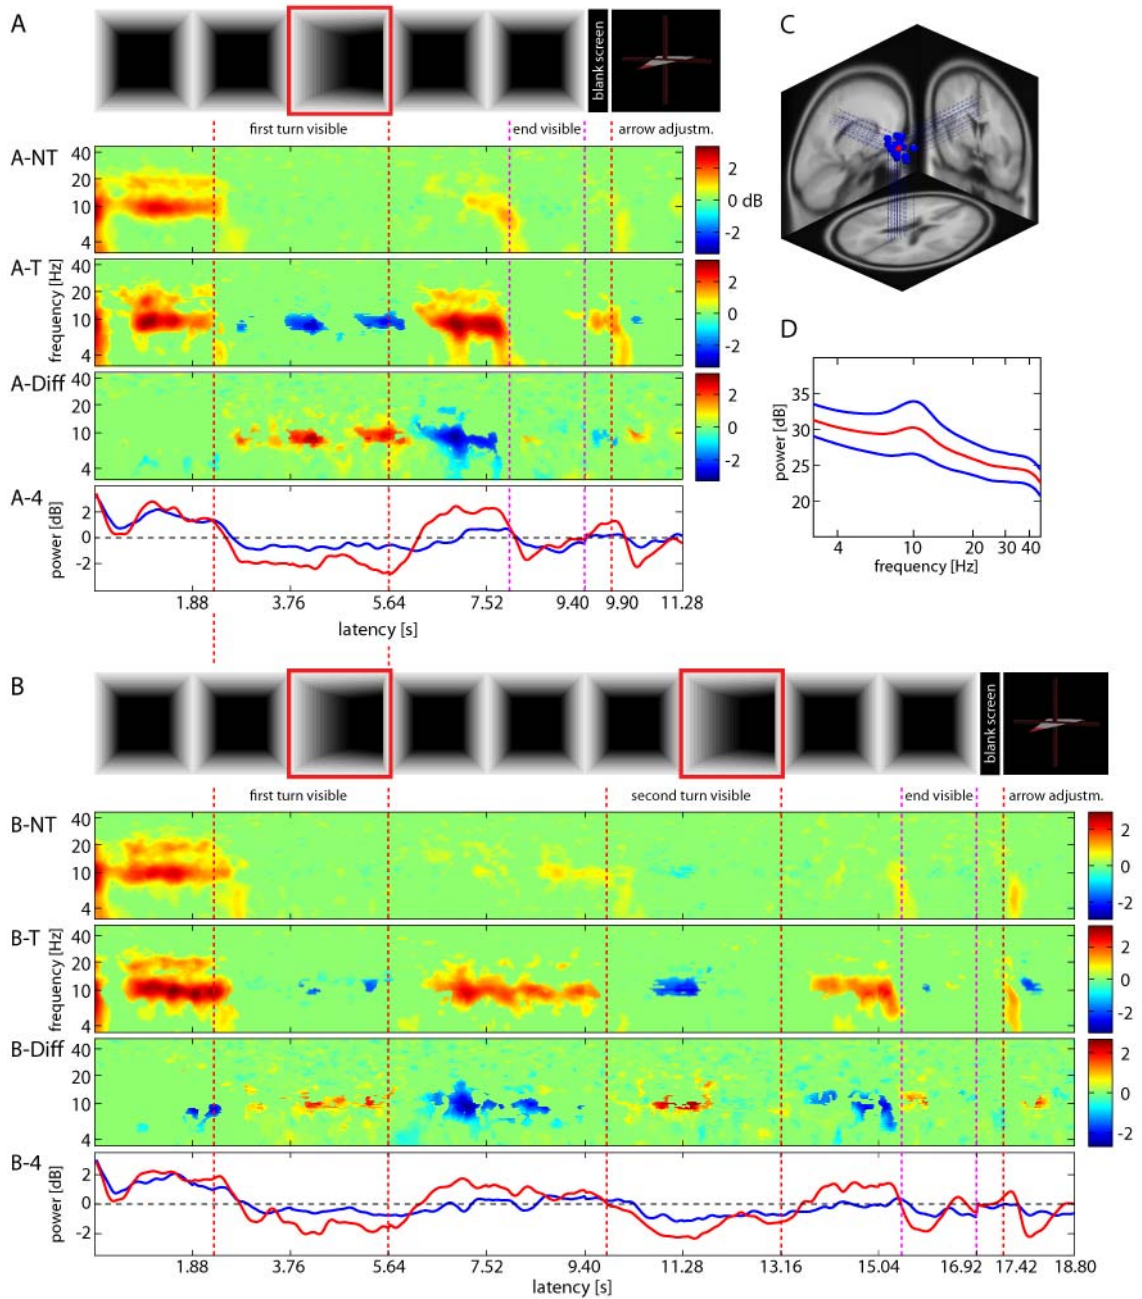 A
C
blank screen
first turn visible
end visible
arrow adjustm.
A-NT
40
20
10
4
2
0 dB
-2
A-T
frequency [Hz]
40
20
10
4
2
0
-2
D
A-Diff
40
20
10
4
2
0
-2
power [dB]
35
30
25
20
4 10 20 30 40
frequency [Hz]
A-4
power [dB]
2
0
-2
1.88 3.76 5.64 7.52 9.40 9.90 11.28
latency [s]
B
blank screen
first turn visible
second turn visible
end visible
arrow adjustm.
B-NT
40
20
10
4
2
0
-2
B-T
frequency [Hz]
40
20
10
4
2
0
-2
B-Diff
40
20
10
4
2
0
-2
B-4
power [dB]
2
0
-2
1.88 3.76 5.64 7.52 9.40 11.28 13.16 15.04 16.92 17.42 18.80
latency [s]